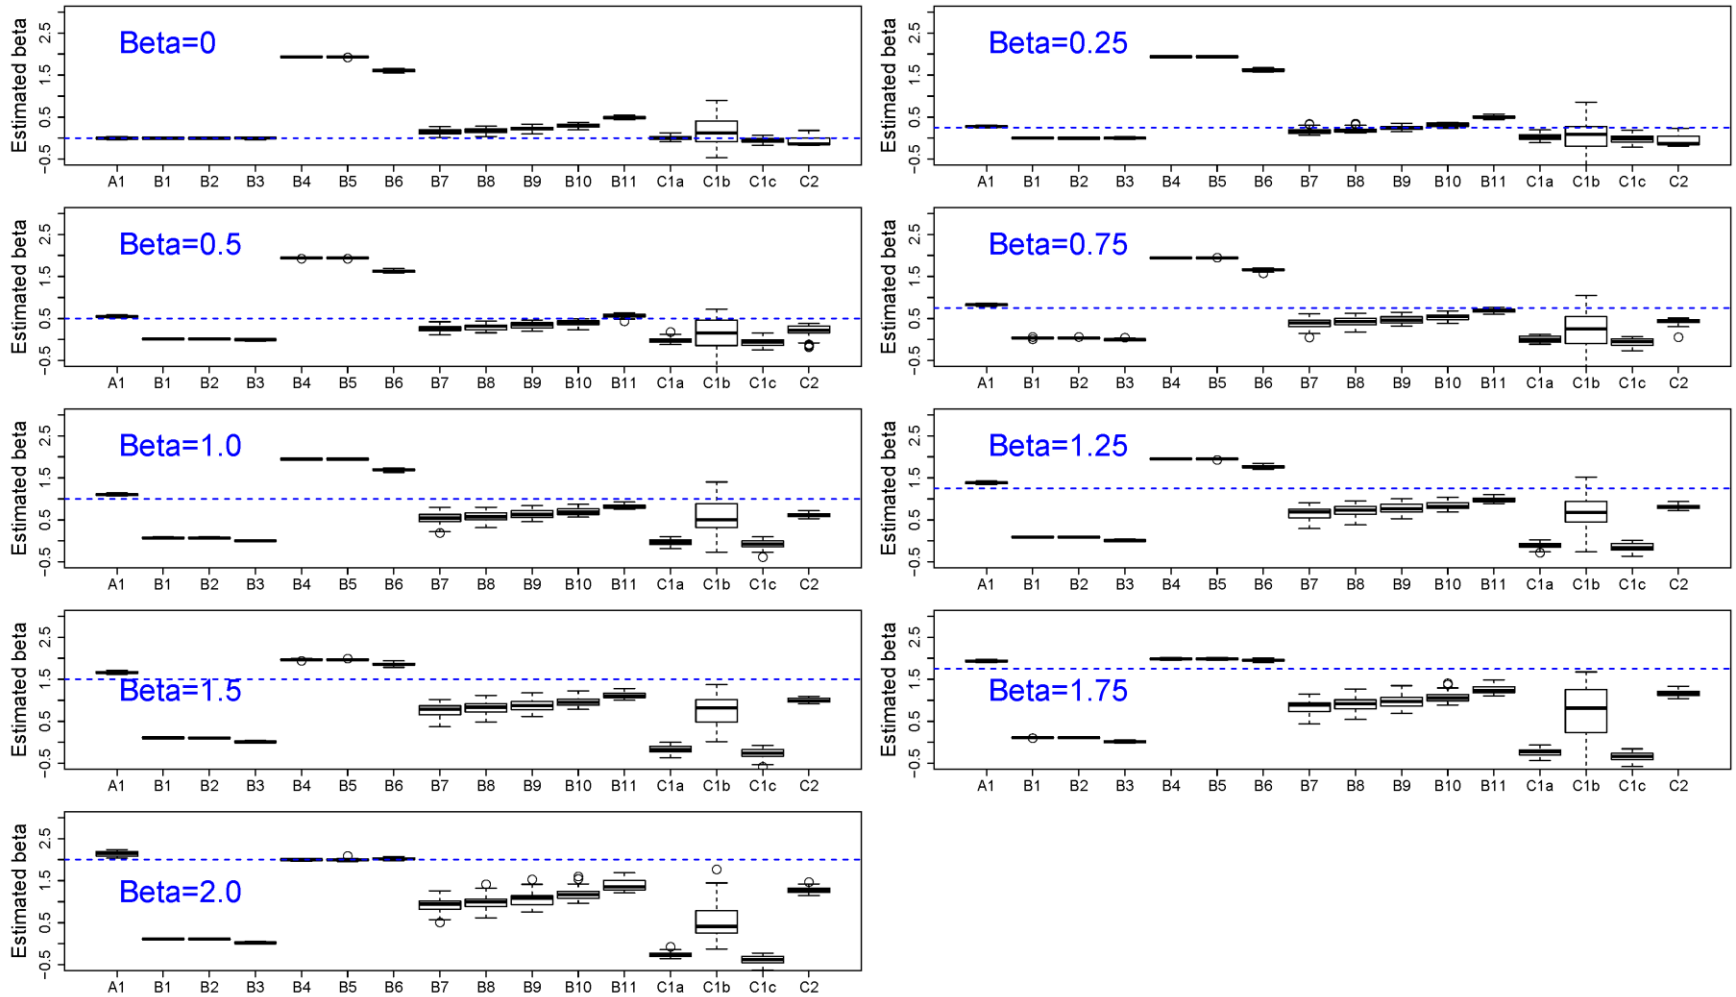 Beta=0
Estimated beta
2.5
1.5
0.5
−0.5
A1 B1 B2 B3 B4 B5 B6 B7 B8 B9 B10 B11 C1a C1b C1c C2
Beta=0.25
Estimated beta
2.5
1.5
0.5
−0.5
A1 B1 B2 B3 B4 B5 B6 B7 B8 B9 B10 B11 C1a C1b C1c C2
Beta=0.5
Estimated beta
2.5
1.5
0.5
−0.5
A1 B1 B2 B3 B4 B5 B6 B7 B8 B9 B10 B11 C1a C1b C1c C2
Beta=0.75
Estimated beta
2.5
1.5
0.5
−0.5
A1 B1 B2 B3 B4 B5 B6 B7 B8 B9 B10 B11 C1a C1b C1c C2
Beta=1.0
Estimated beta
2.5
1.5
0.5
−0.5
A1 B1 B2 B3 B4 B5 B6 B7 B8 B9 B10 B11 C1a C1b C1c C2
Beta=1.25
Estimated beta
2.5
1.5
0.5
−0.5
A1 B1 B2 B3 B4 B5 B6 B7 B8 B9 B10 B11 C1a C1b C1c C2
Beta=1.5
Estimated beta
2.5
1.5
0.5
−0.5
A1 B1 B2 B3 B4 B5 B6 B7 B8 B9 B10 B11 C1a C1b C1c C2
Beta=1.75
Estimated beta
2.5
1.5
0.5
−0.5
A1 B1 B2 B3 B4 B5 B6 B7 B8 B9 B10 B11 C1a C1b C1c C2
Beta=2.0
Estimated beta
2.5
1.5
0.5
−0.5
A1 B1 B2 B3 B4 B5 B6 B7 B8 B9 B10 B11 C1a C1b C1c C2